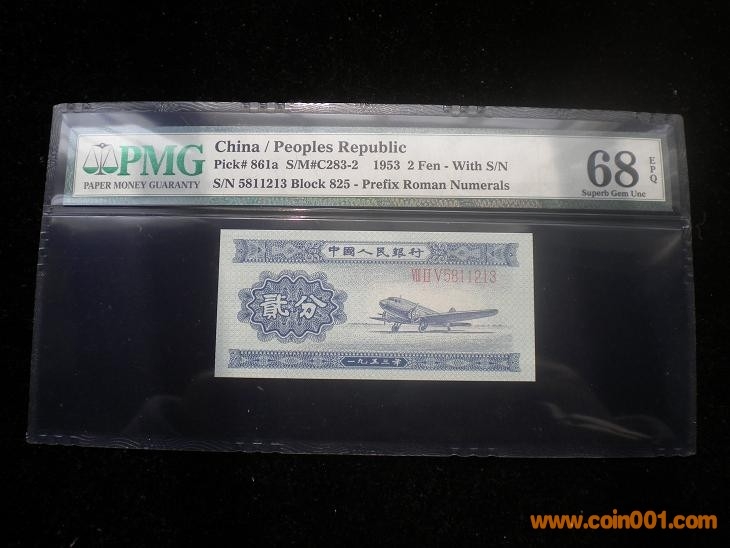 PMG
PAPER MONEY GUARANTY
China / Peoples Republic
Pick# 861a S/M#C283-2 1953 2 Fen - With S/N
S/N 5811213 Block 825 - Prefix Roman Numerals
68 EPQ
Superb Gem Unc
中國人民銀行
VIII II V 5811213
貳分
一九五三年
www.coin001.com